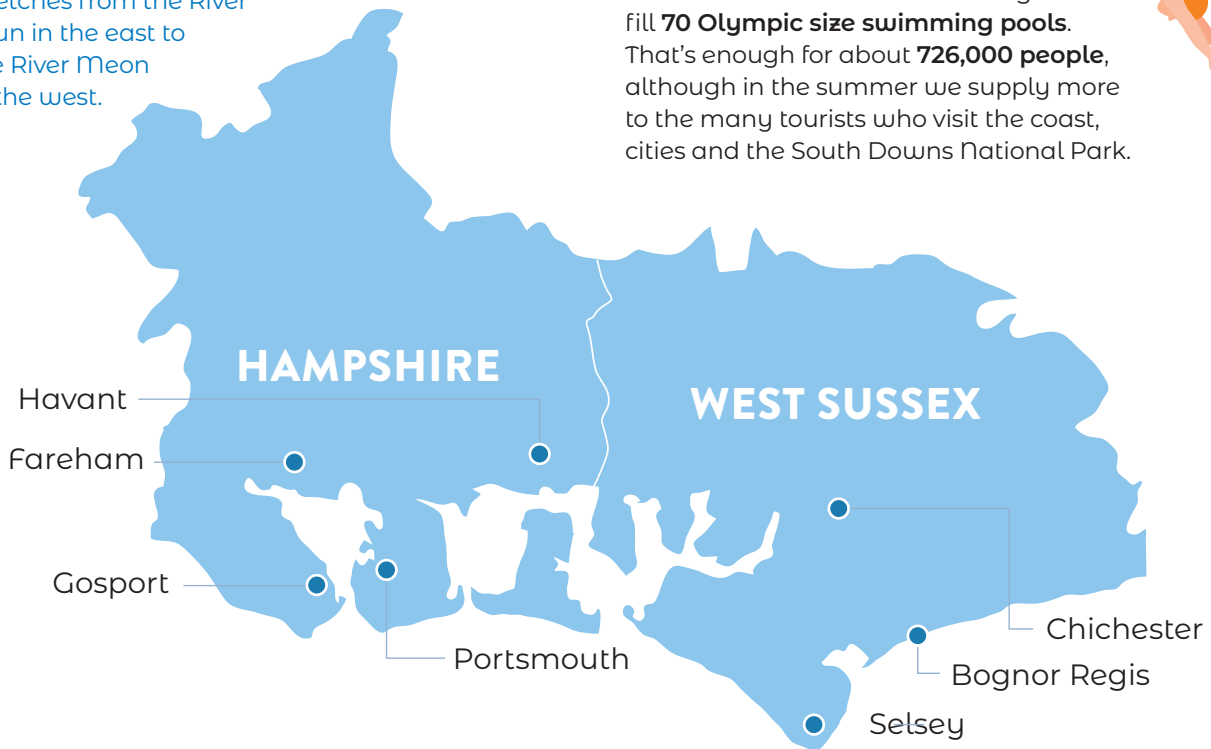 etches from the River
un in the east to
e River Meon
the west.
fill 70 Olympic size swimming pools.
That's enough for about 726,000 people,
although in the summer we supply more
to the many tourists who visit the coast,
cities and the South Downs National Park.
HAMPSHIRE
WEST SUSSEX
Havant
Fareham
Gosport
Portsmouth
Chichester
Bognor Regis
Selsey